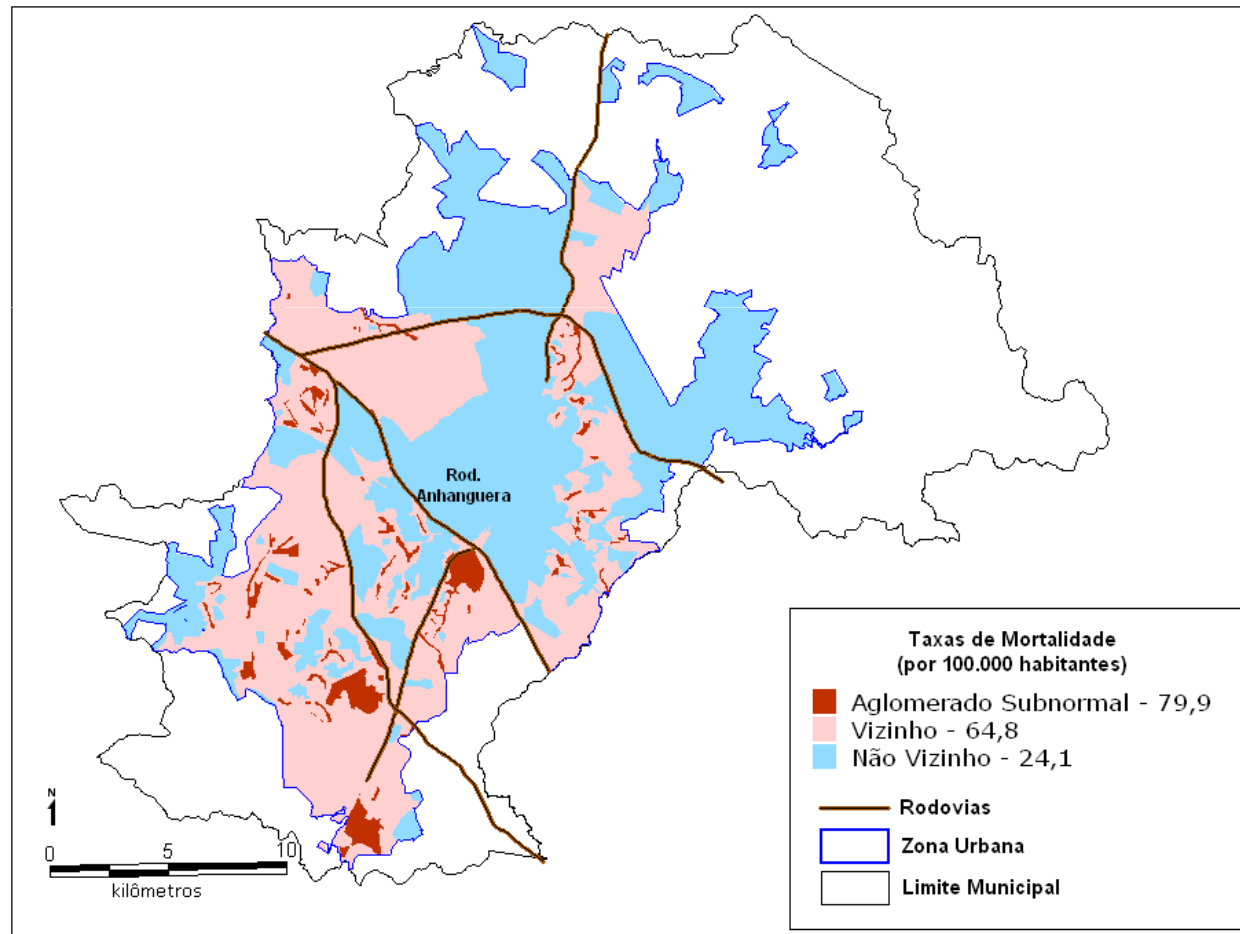 Rod.
Anhanguera
Taxas de Mortalidade
(por 100.000 habitantes)
Aglomerado Subnormal - 79,9
Vizinho - 64,8
Não Vizinho - 24,1
Rodovias
Zona Urbana
Limite Municipal
N
0 5 10
kilômetros